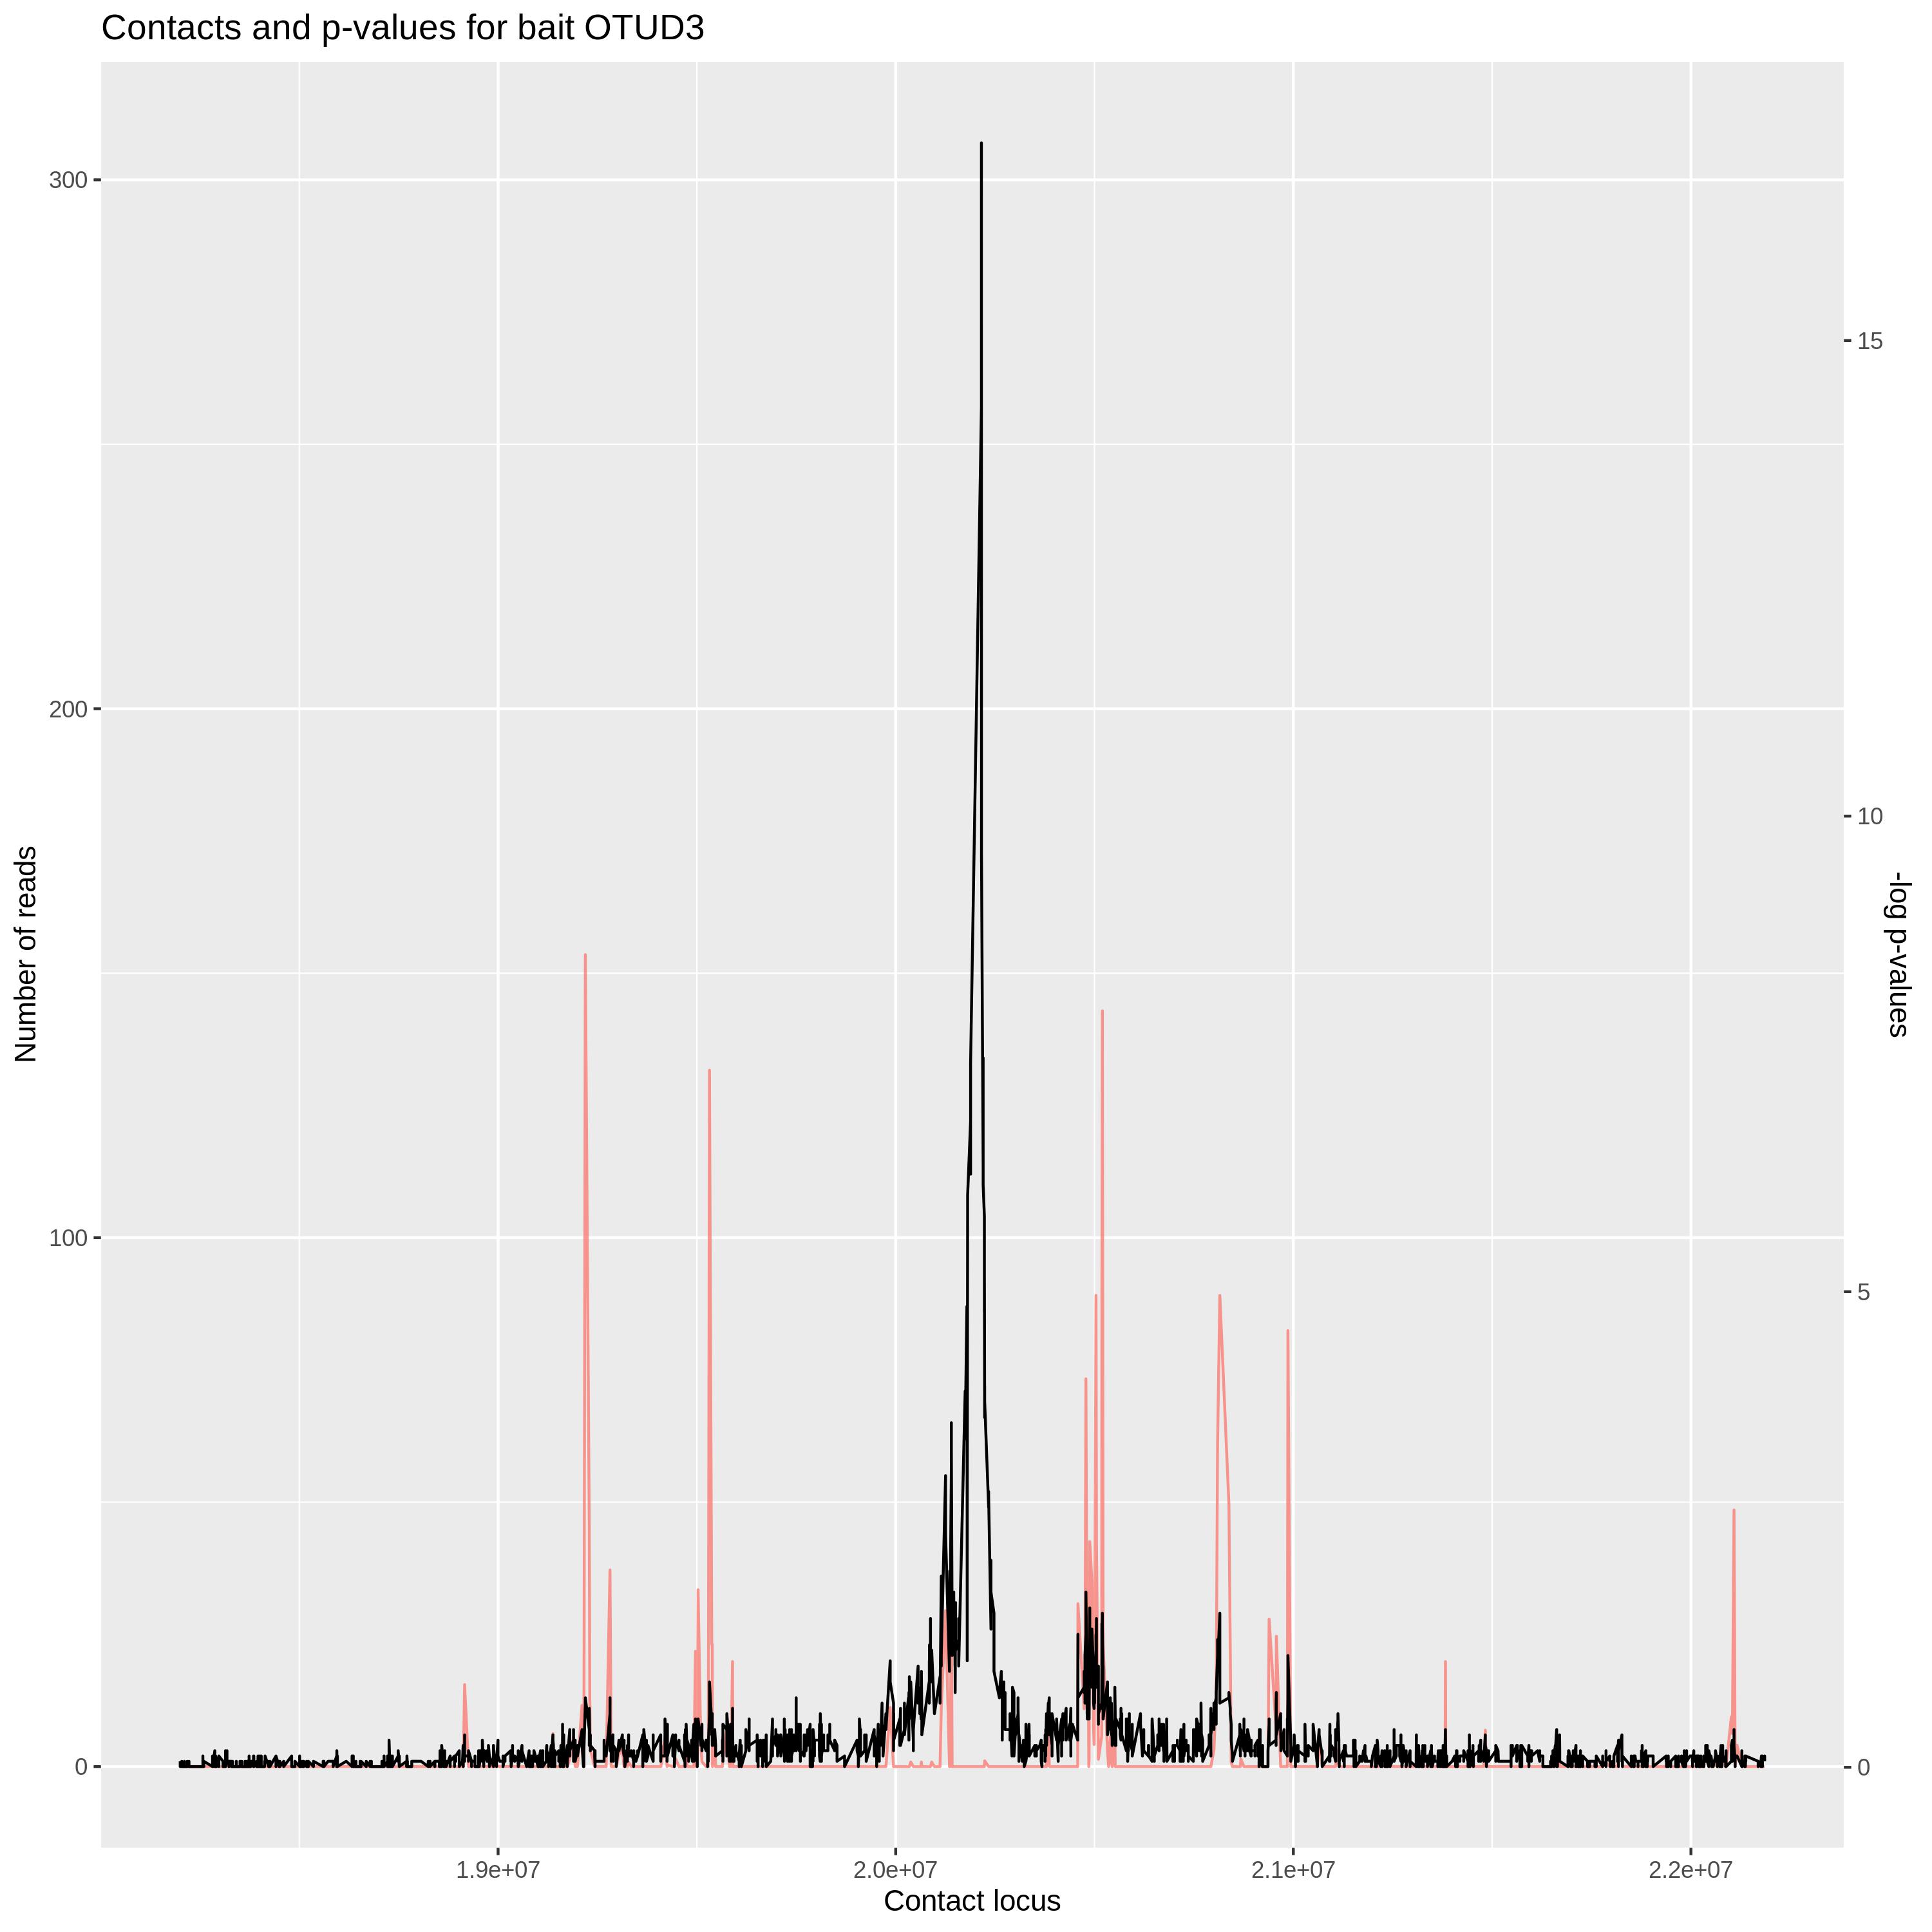 Contacts and p-values for bait OTUD3
300
200
100
0
Number of reads
15
10
5
0
-log p-values
1.9e+07 2.0e+07 2.1e+07 2.2e+07
Contact locus